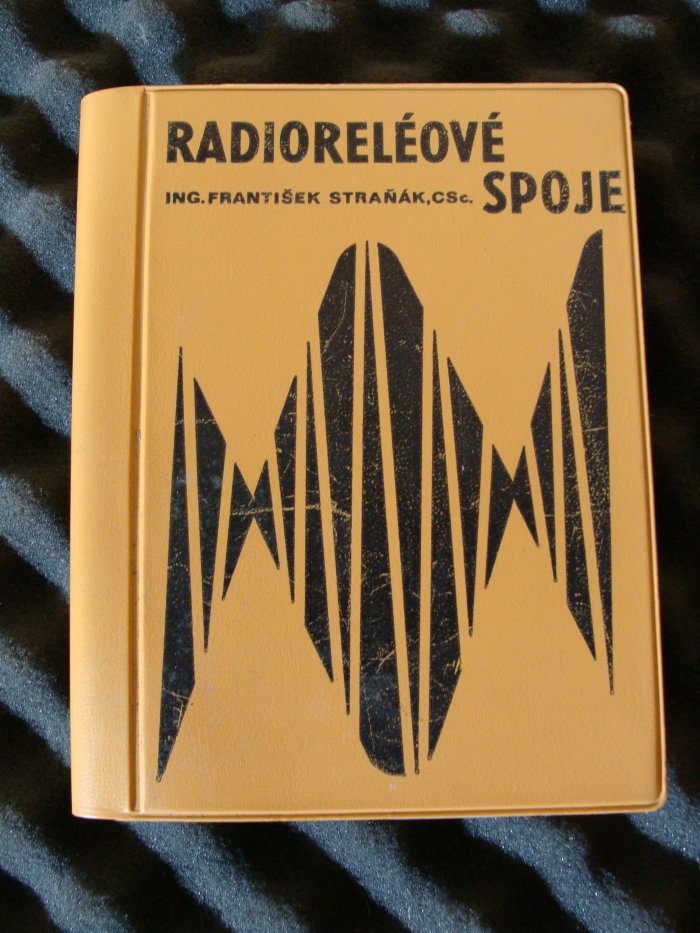 RADIORELÉOVÉ
ING. FRANTIŠEK STRAŇÁK, CSc. SPOJE